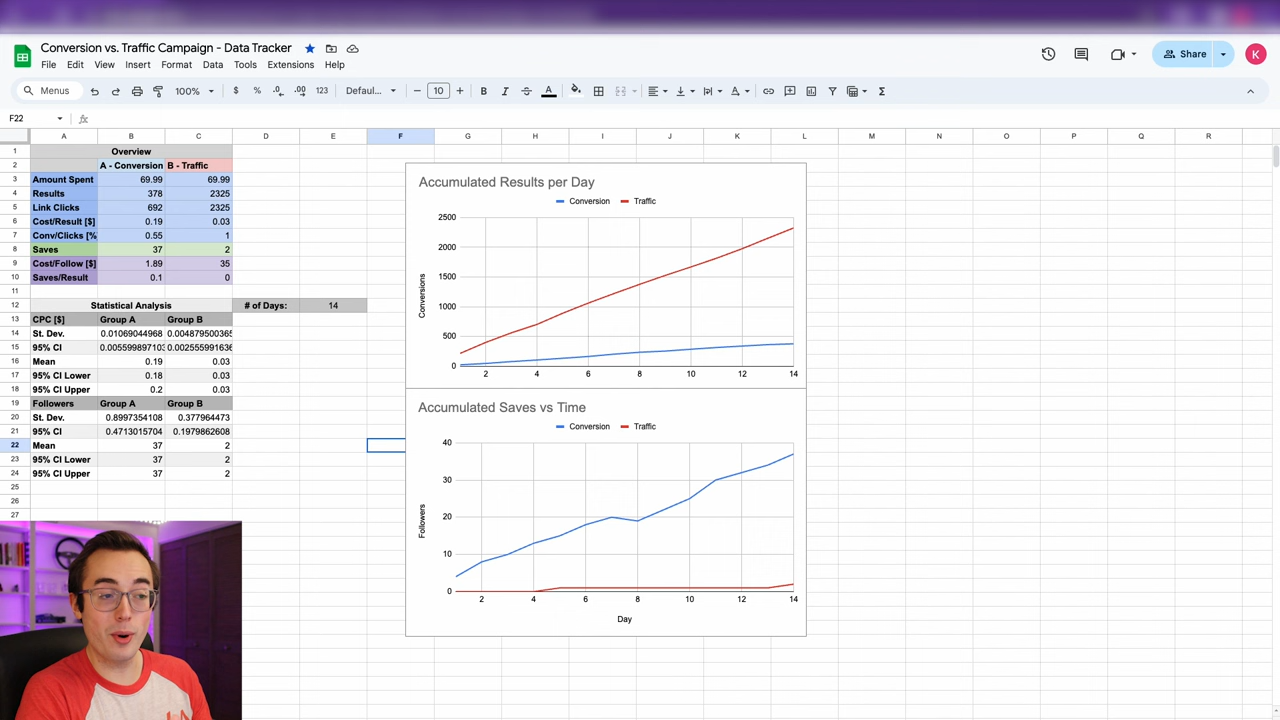 Conversion vs. Traffic Campaign - Data Tracker
File Edit View Insert Format Data Tools Extensions Help
Share
K
Menus 100% $ % .0 .00 123 Defaul... 10 B I A Σ
F22 fx
A B C D E F G H I J K L M N O P Q R
1 Overview
2 A - Conversion B - Traffic
3 Amount Spent 69.99 69.99
4 Results 378 2325
5 Link Clicks 692 2325
6 Cost/Result [$] 0.19 0.03
7 Conv/Clicks [% 0.55 1
8 Saves 37 2
9 Cost/Follow [$] 1.89 35
10 Saves/Result 0.1 0
11
12 Statistical Analysis # of Days: 14
13 CPC [$] Group A Group B
14 St. Dev. 0.01069044968 0.004879500365
15 95% CI 0.005599897103 0.002555991636
16 Mean 0.19 0.03
17 95% CI Lower 0.18 0.03
18 95% CI Upper 0.2 0.03
19 Followers Group A Group B
20 St. Dev. 0.8997354108 0.377964473
21 95% CI 0.4713015704 0.1979862608
22 Mean 37 2
23 95% CI Lower 37 2
24 95% CI Upper 37 2
25
26
27
Accumulated Results per Day
Conversion Traffic
2500
2000
1500
1000
500
0
Conversions
2 4 6 8 10 12 14
Accumulated Saves vs Time
Conversion Traffic
40
30
20
10
0
Followers
2 4 6 8 10 12 14
Day